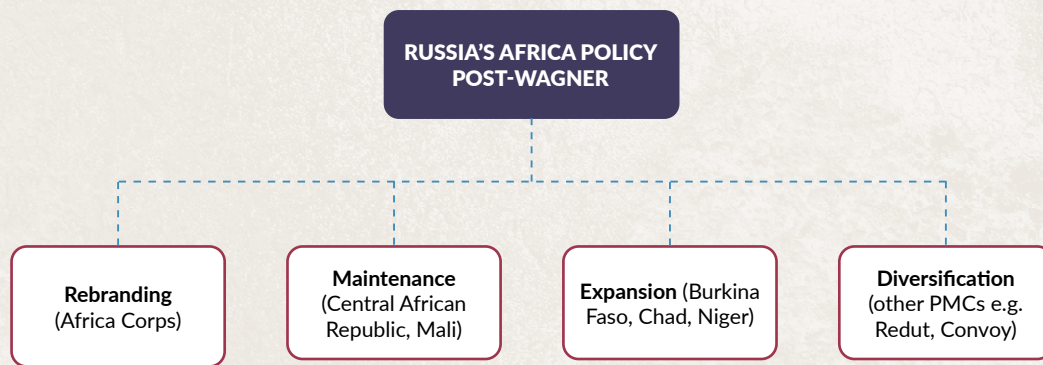 RUSSIA’S AFRICA POLICY
POST-WAGNER
Rebranding
(Africa Corps)
Maintenance
(Central African
Republic, Mali)
Expansion (Burkina
Faso, Chad, Niger)
Diversification
(other PMCs e.g.
Redut, Convoy)